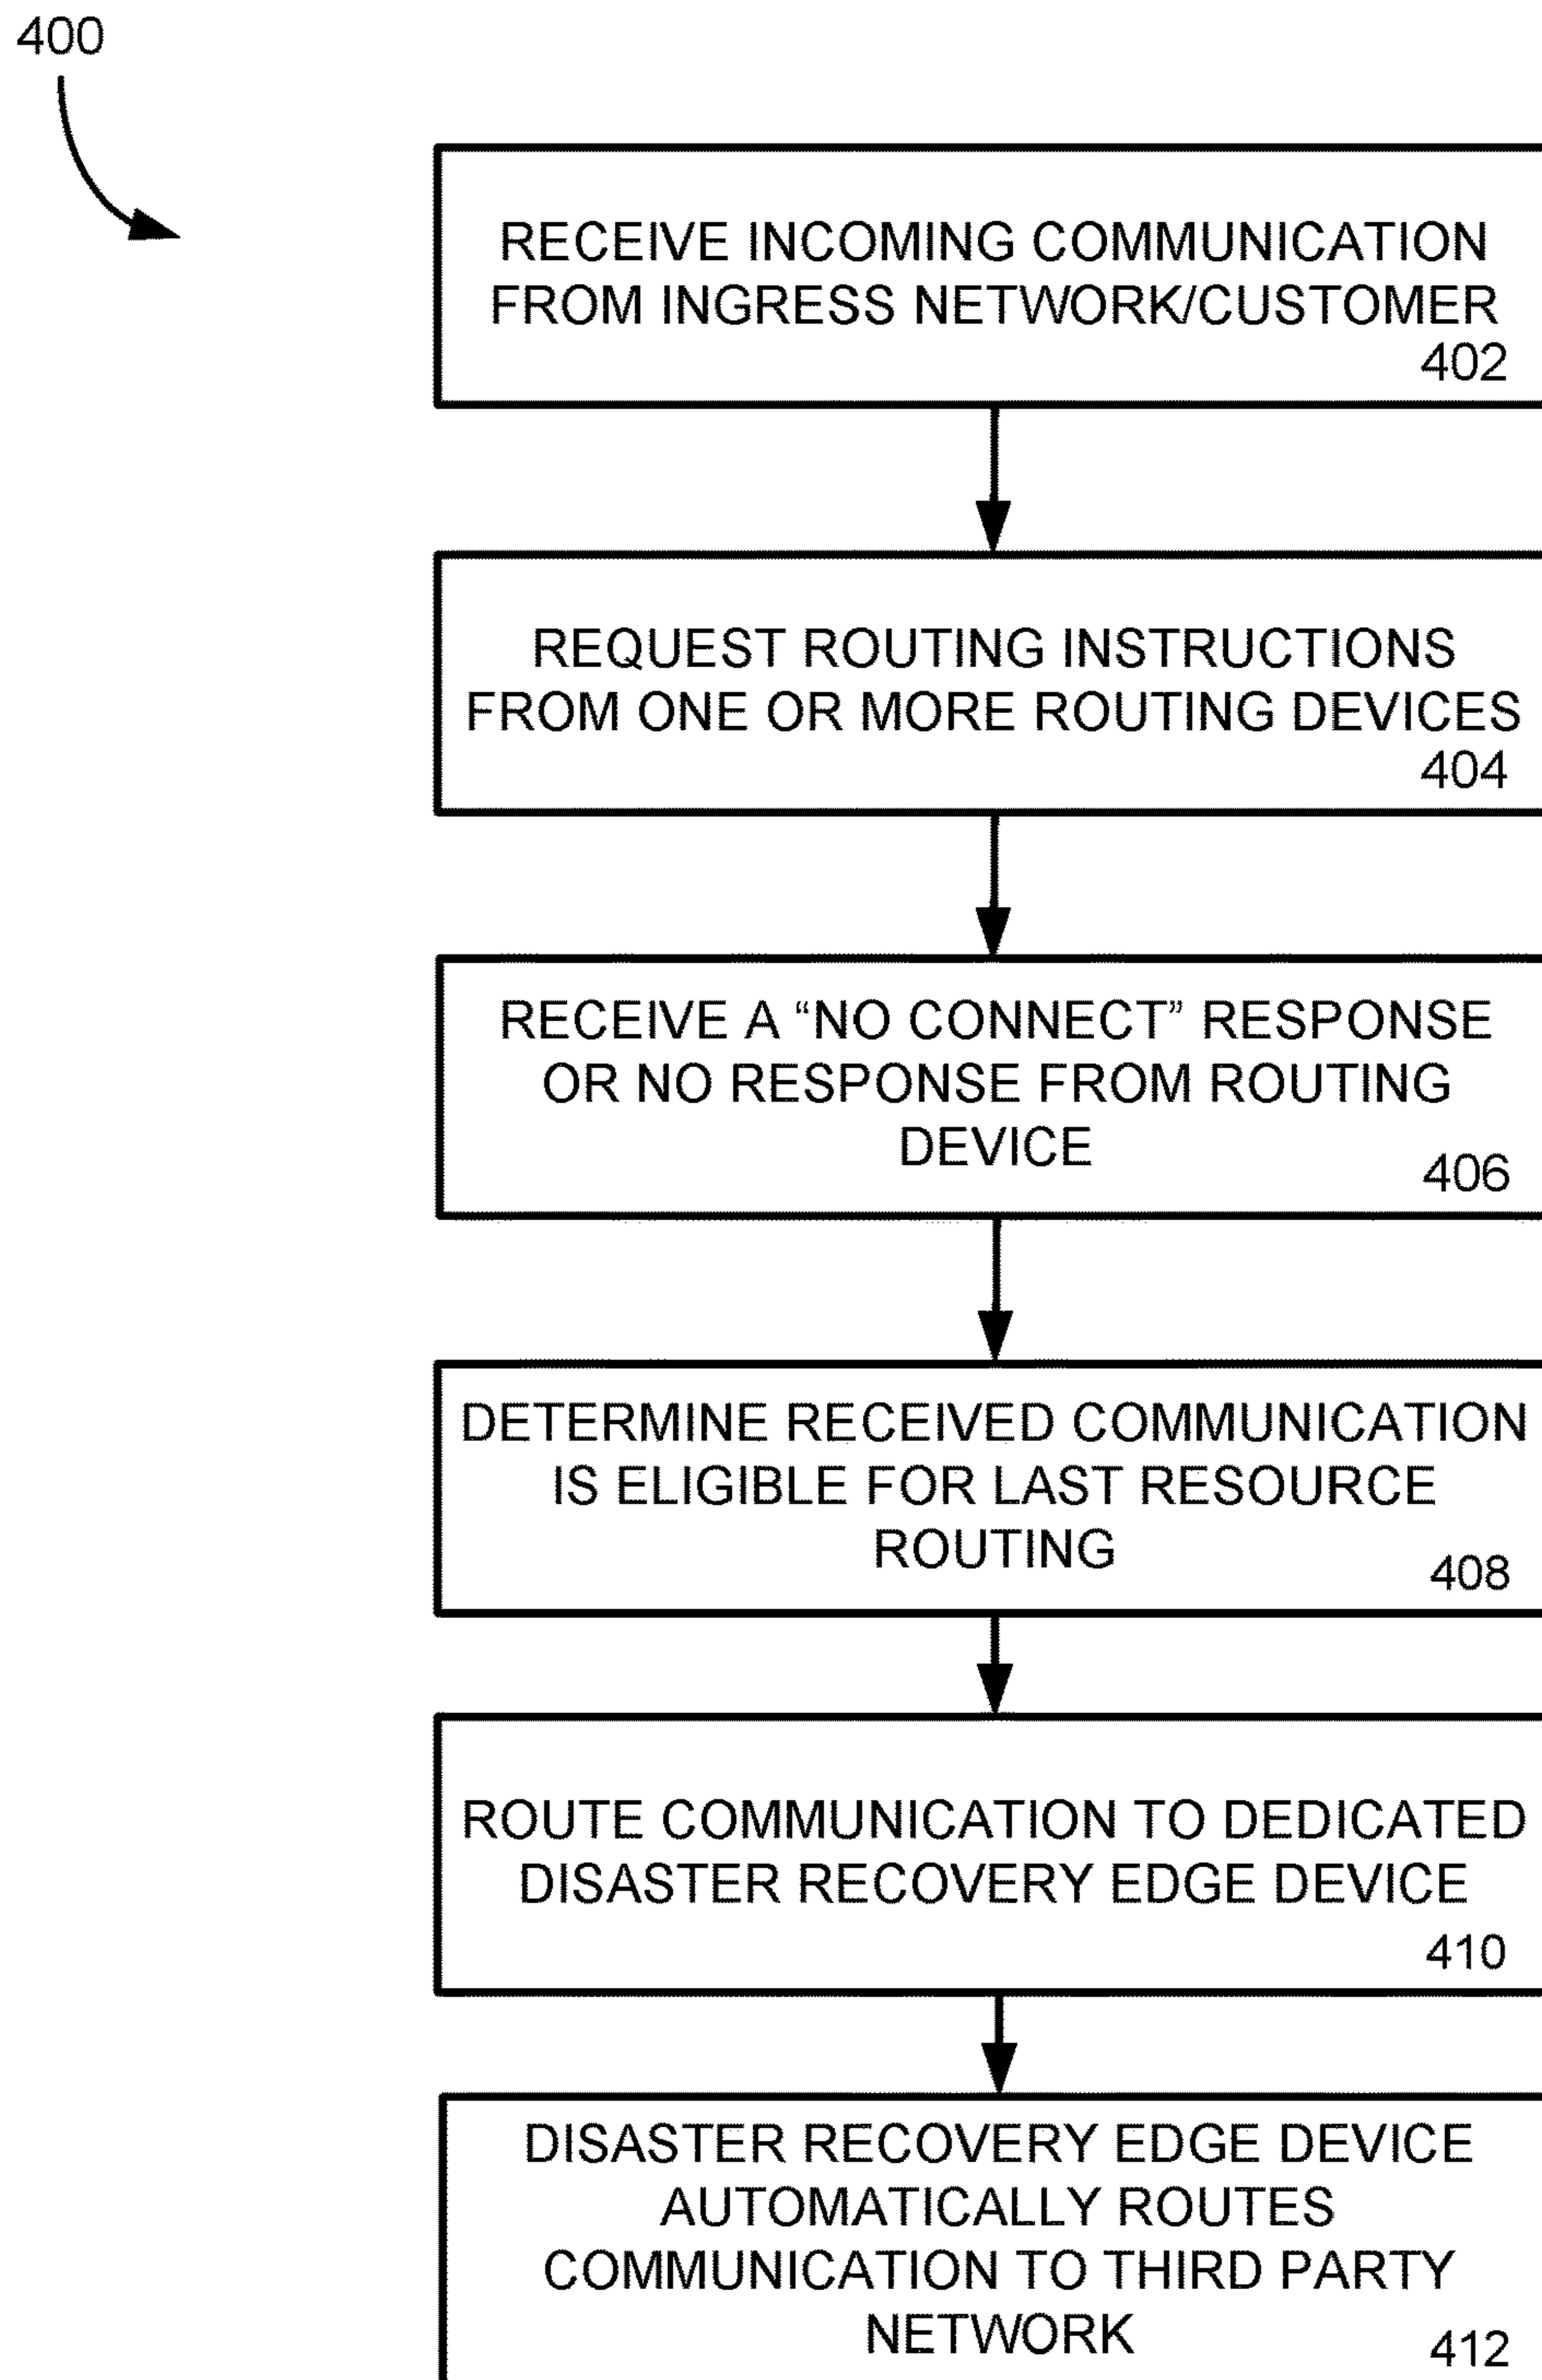 400
RECEIVE INCOMING COMMUNICATION
FROM INGRESS NETWORK/CUSTOMER
402
REQUEST ROUTING INSTRUCTIONS
FROM ONE OR MORE ROUTING DEVICES
404
RECEIVE A “NO CONNECT” RESPONSE
OR NO RESPONSE FROM ROUTING
DEVICE
406
DETERMINE RECEIVED COMMUNICATION
IS ELIGIBLE FOR LAST RESOURCE
ROUTING
408
ROUTE COMMUNICATION TO DEDICATED
DISASTER RECOVERY EDGE DEVICE
410
DISASTER RECOVERY EDGE DEVICE
AUTOMATICALLY ROUTES
COMMUNICATION TO THIRD PARTY
NETWORK
412